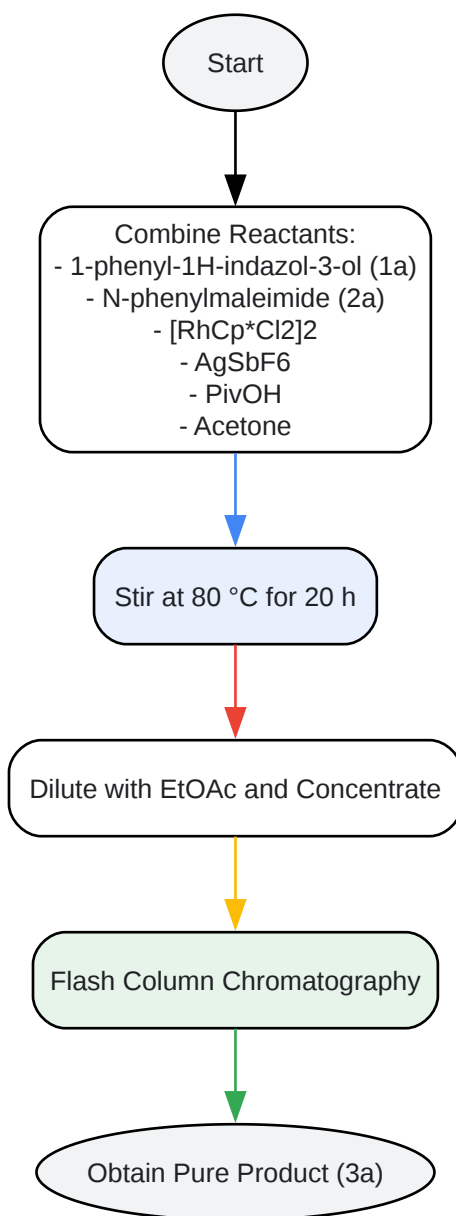 Start
Combine Reactants:
- 1-phenyl-1H-indazol-3-ol (1a)
- N-phenylmaleimide (2a)
- [RhCp*Cl2]2
- AgSbF6
- PivOH
- Acetone
Stir at 80 °C for 20 h
Dilute with EtOAc and Concentrate
Flash Column Chromatography
Obtain Pure Product (3a)